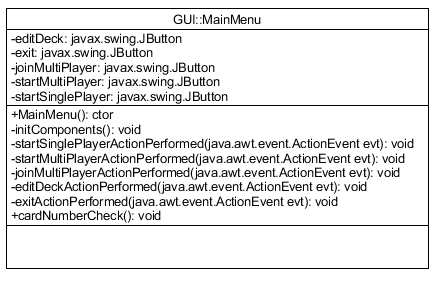 GUI::MainMenu
-editDeck: javax.swing.JButton
-exit: javax.swing.JButton
-joinMultiPlayer: javax.swing.JButton
-startMultiPlayer: javax.swing.JButton
-startSinglePlayer: javax.swing.JButton
+MainMenu(): ctor
-initComponents(): void
-startSinglePlayerActionPerformed(java.awt.event.ActionEvent evt): void
-startMultiPlayerActionPerformed(java.awt.event.ActionEvent evt): void
-joinMultiPlayerActionPerformed(java.awt.event.ActionEvent evt): void
-editDeckActionPerformed(java.awt.event.ActionEvent evt): void
-exitActionPerformed(java.awt.event.ActionEvent evt): void
+cardNumberCheck(): void